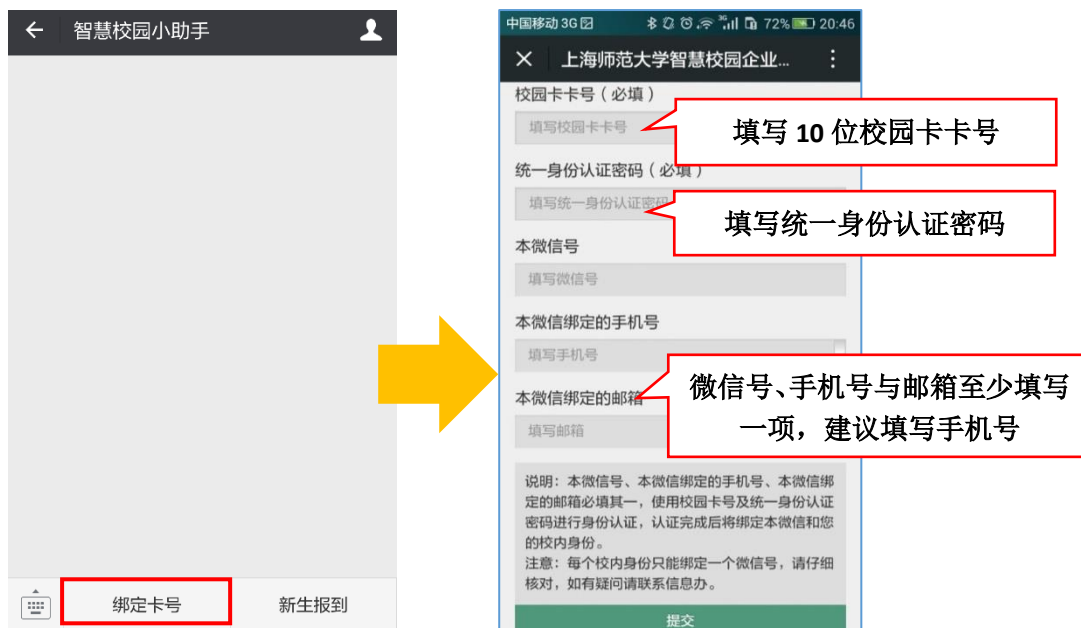 智慧校园小助手
绑定卡号
新生报到
中国移动 3G 3G 72% 20:46
上海师范大学智慧校园企业...
校园卡卡号（必填）
填写校园卡卡号
填写 10 位校园卡卡号
统一身份认证密码（必填）
填写统一身份认证密码
填写统一身份认证密码
本微信号
填写微信号
本微信绑定的手机号
填写手机号
微信号、手机号与邮箱至少填写
一项，建议填写手机号
本微信绑定的邮箱
填写邮箱
说明：本微信号、本微信绑定的手机号、本微信绑
定的邮箱必填其一，使用校园卡号及统一身份认证
密码进行身份认证，认证完成后将绑定本微信和您
的校内身份。
注意：每个校内身份只能绑定一个微信号，请仔细
核对，如有疑问请联系信息办。
提交